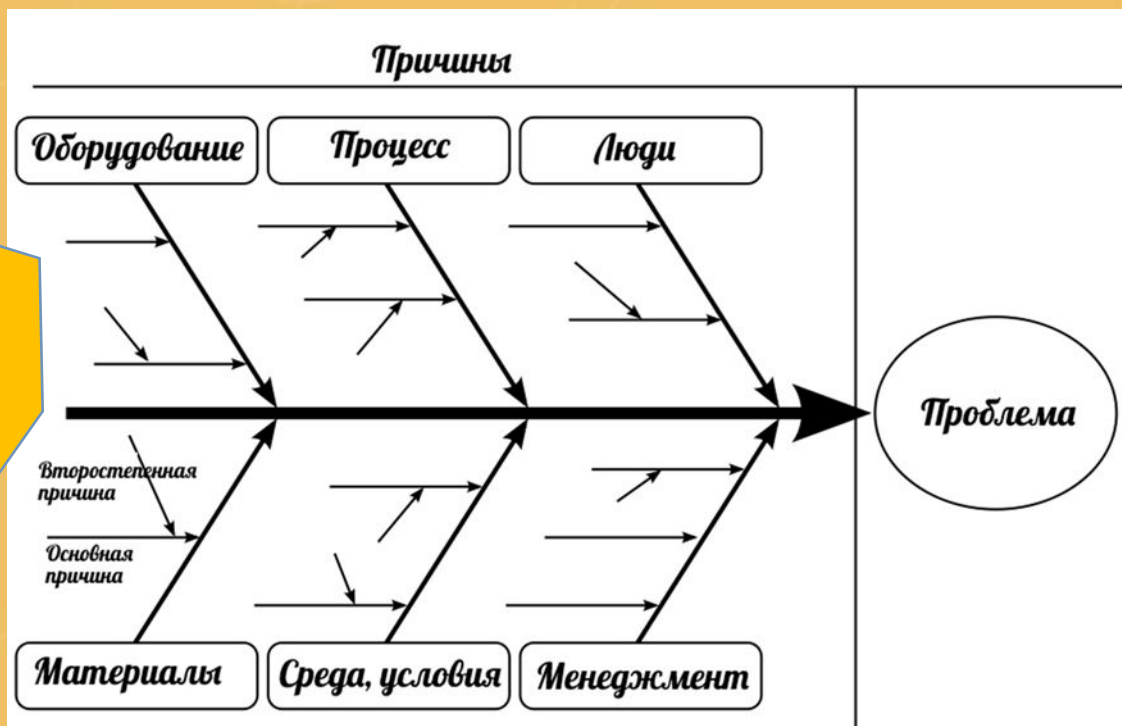 Причины
Оборудование
Процесс
Люди
Проблема
Второстепенная
причина
Основная
причина
Материалы
Среда, условия
Менеджмент